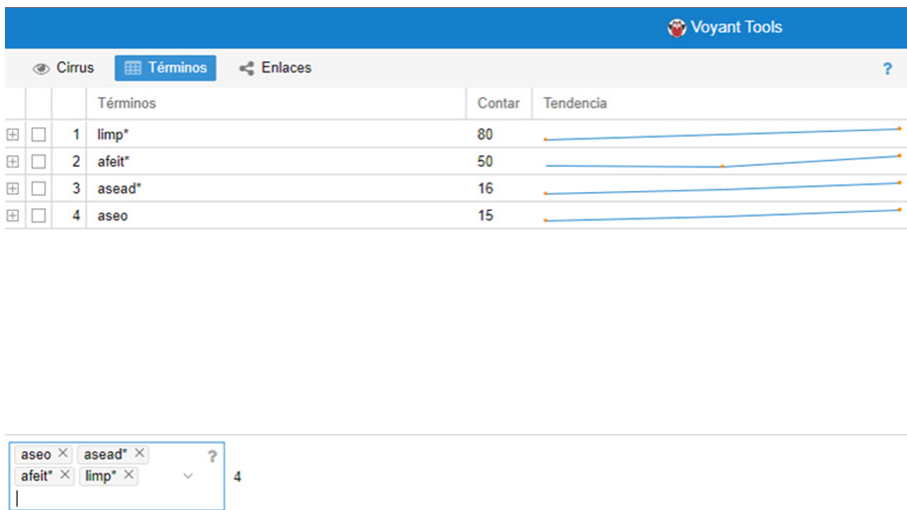 Voyant Tools
Cirrus Términos Enlaces ?
Términos Contar Tendencia
1 limp* 80
2 afeit* 50
3 asead* 16
4 aseo 15
aseo × asead* × ?
afeit* × limp* × 4